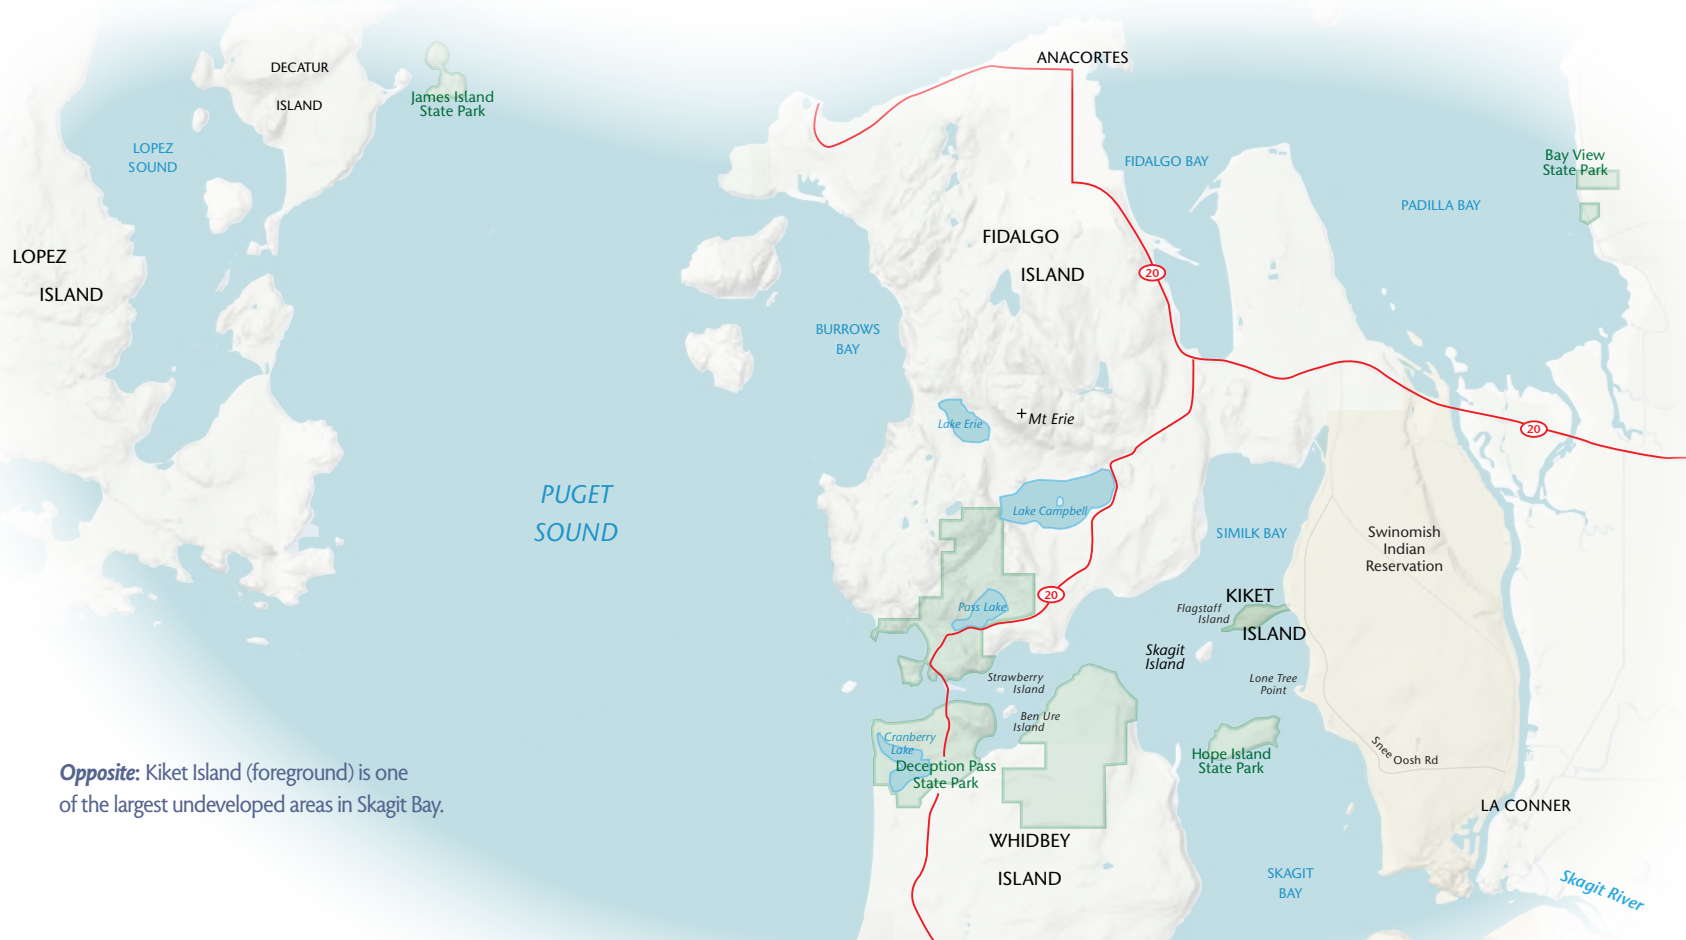 ANACORTES
DECATUR
ISLAND
James Island
State Park
LOPEZ
SOUND
FIDALGO BAY
Bay View
State Park
PADILLA BAY
LOPEZ
ISLAND
FIDALGO
ISLAND
20
BURROWS
BAY
Mt Erie
Lake Erie
20
PUGET
SOUND
Lake Campbell
SIMILK BAY
Swinomish
Indian
Reservation
20
KIKET
ISLAND
Flagstaff
Island
Pass Lake
Skagit
Island
Strawberry
Island
Lone Tree
Point
Ben Ure
Island
Cranberry
Lake
Hope Island
State Park
Snee Oosh Rd
Deception Pass
State Park
Opposite: Kiket Island (foreground) is one
of the largest undeveloped areas in Skagit Bay.
LA CONNER
WHIDBEY
ISLAND
SKAGIT
BAY
Skagit River